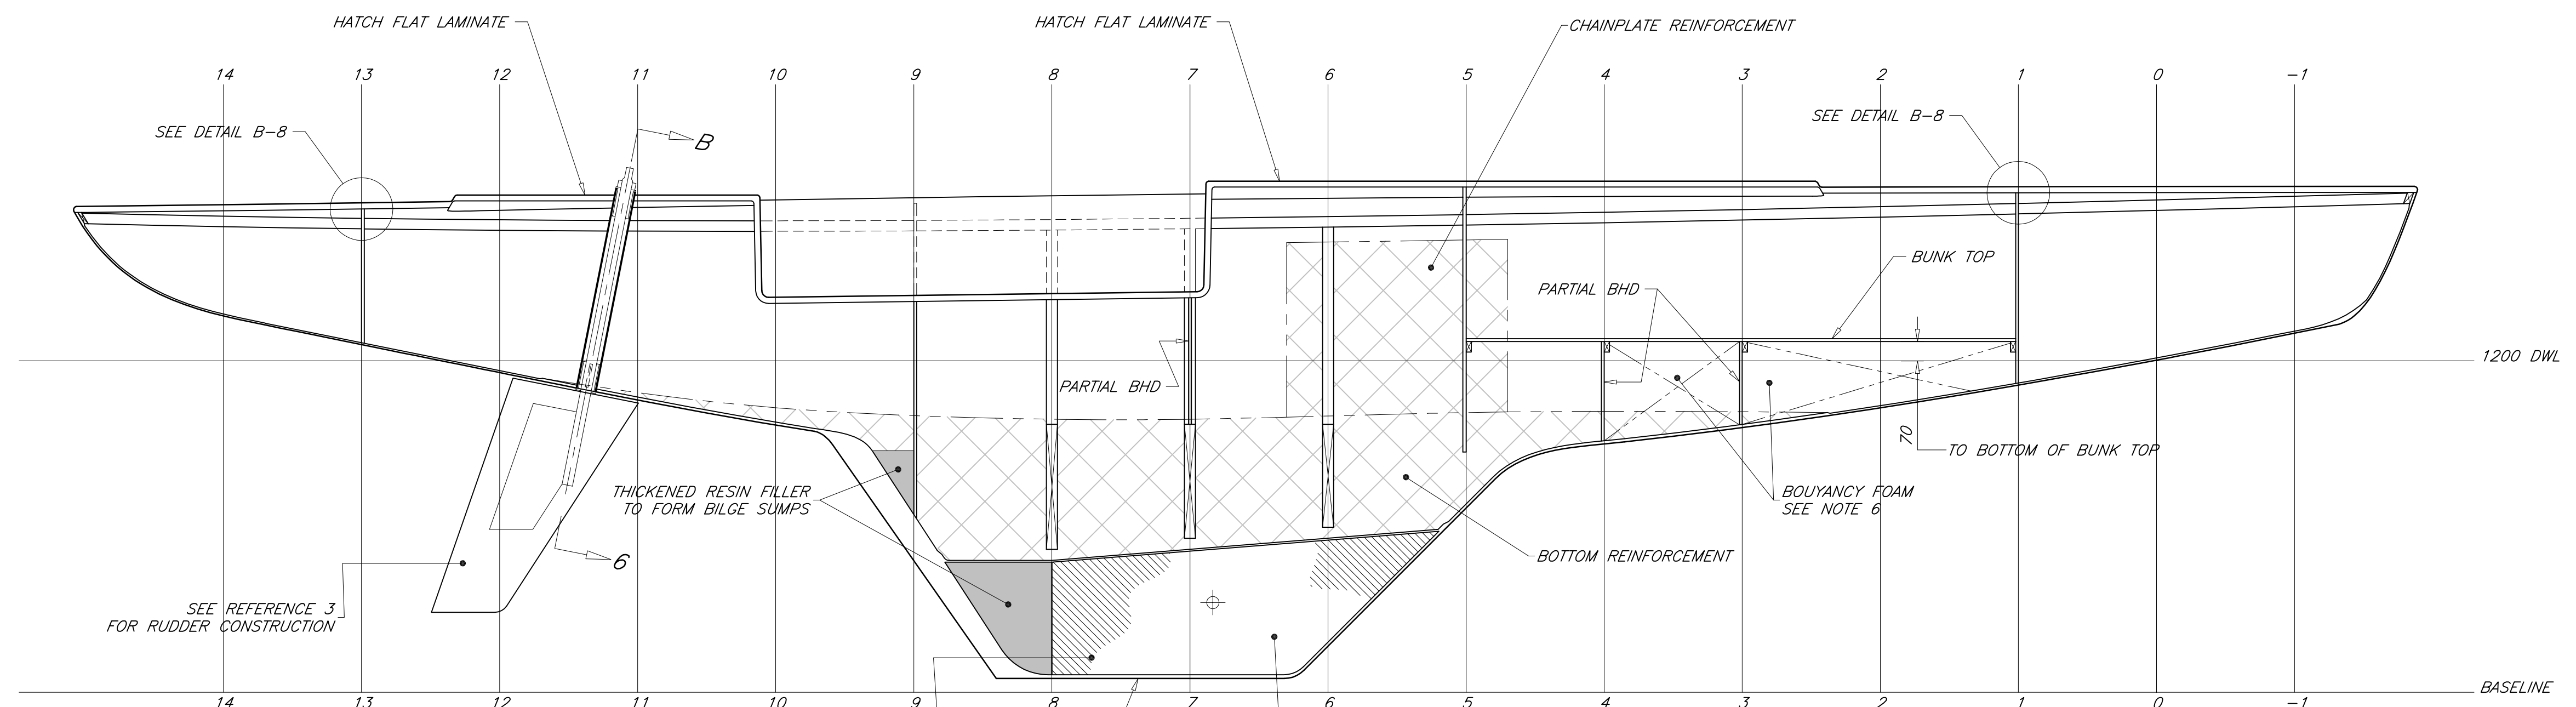 HATCH FLAT LAMINATE
HATCH FLAT LAMINATE
CHAINPLATE REINFORCEMENT
14 13 12 11 10 9 8 7 6 5 4 3 2 1 0 -1
SEE DETAIL B-8
SEE DETAIL B-8
B
BUNK TOP
PARTIAL BHD
1200 DWL
PARTIAL BHD
70
TO BOTTOM OF BUNK TOP
THICKENED RESIN FILLER
TO FORM BILGE SUMPS
BOUYANCY FOAM
SEE NOTE 6
6
BOTTOM REINFORCEMENT
SEE REFERENCE 3
FOR RUDDER CONSTRUCTION
BASELINE
14 13 12 11 10 9 8 7 6 5 4 3 2 1 0 -1